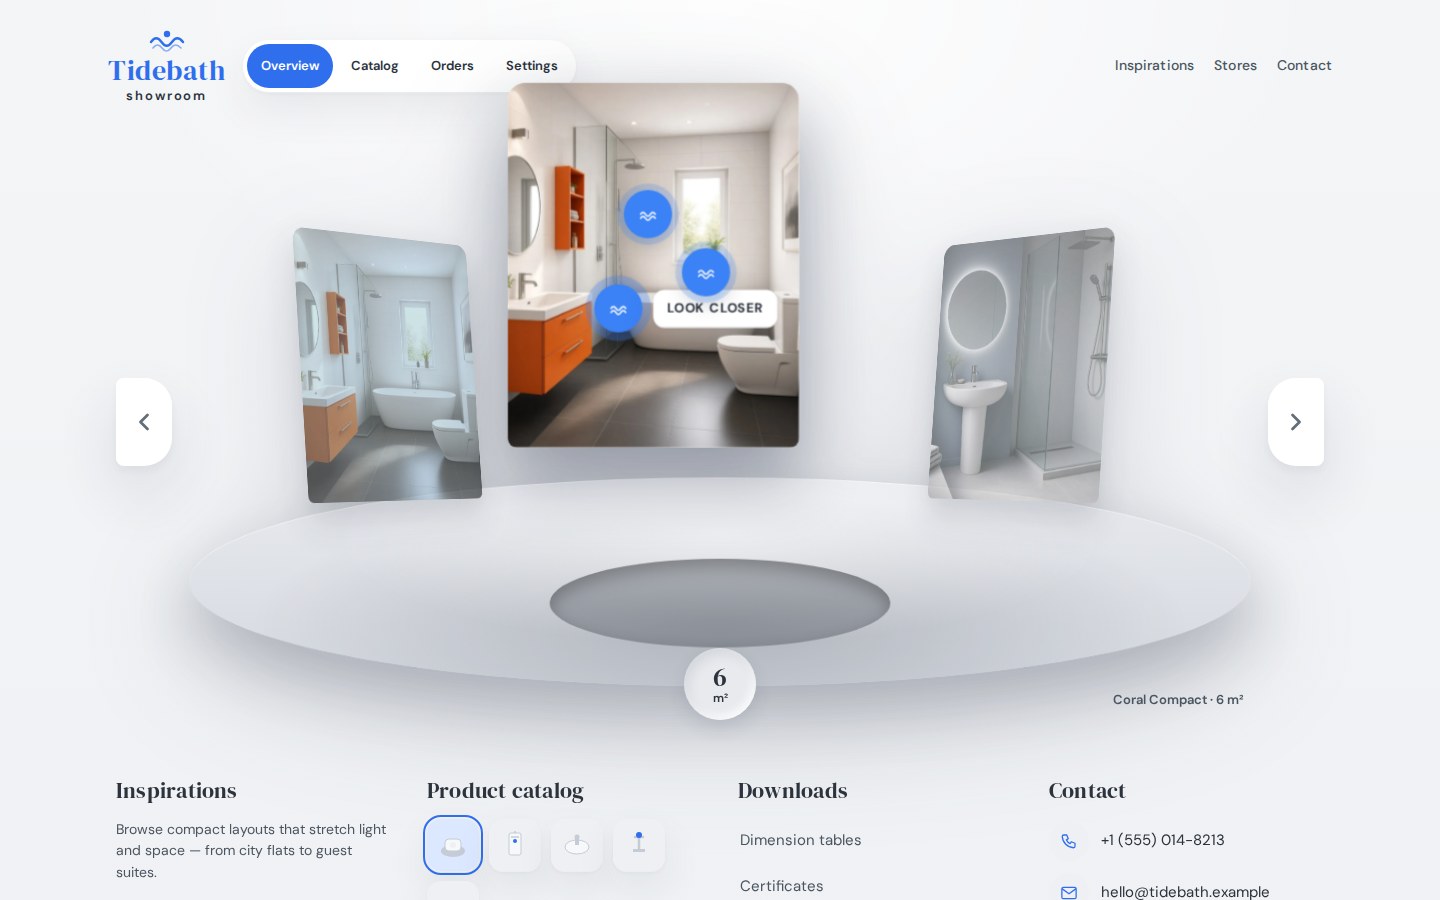 Tidebath
showroom
Overview
Catalog
Orders
Settings
Inspirations
Stores
Contact
LOOK CLOSER
6
m²
Coral Compact · 6 m²
Inspirations
Browse compact layouts that stretch light
and space — from city flats to guest
suites.
Product catalog
Downloads
Dimension tables
Certificates
Contact
+1 (555) 014-8213
hello@tidebath.example